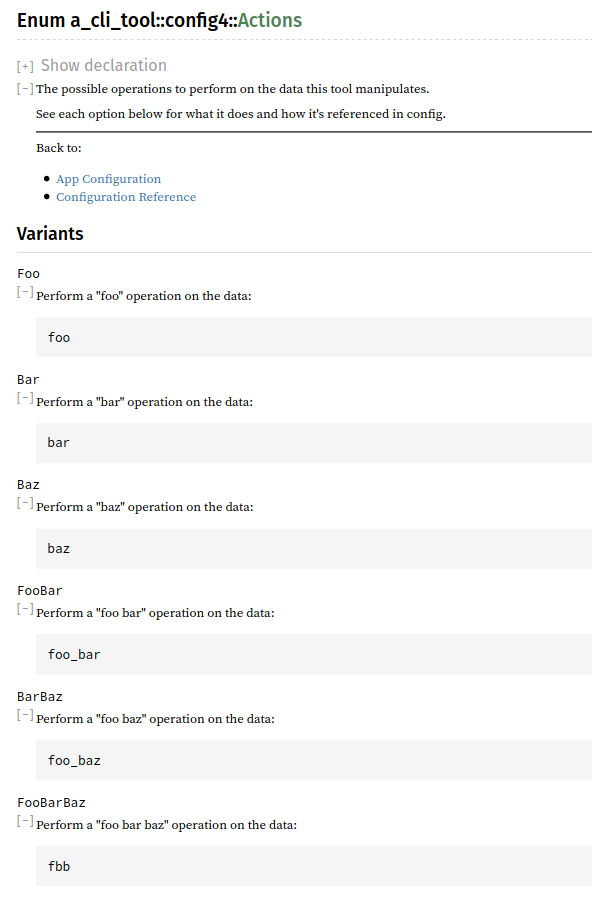 Enum a_cli_tool::config4::Actions
[+] Show declaration
[−] The possible operations to perform on the data this tool manipulates.
See each option below for what it does and how it's referenced in config.
Back to:
App Configuration
Configuration Reference
Variants
Foo
[−] Perform a "foo" operation on the data:
foo
Bar
[−] Perform a "bar" operation on the data:
bar
Baz
[−] Perform a "baz" operation on the data:
baz
FooBar
[−] Perform a "foo bar" operation on the data:
foo_bar
BarBaz
[−] Perform a "foo baz" operation on the data:
foo_baz
FooBarBaz
[−] Perform a "foo bar baz" operation on the data:
fbb